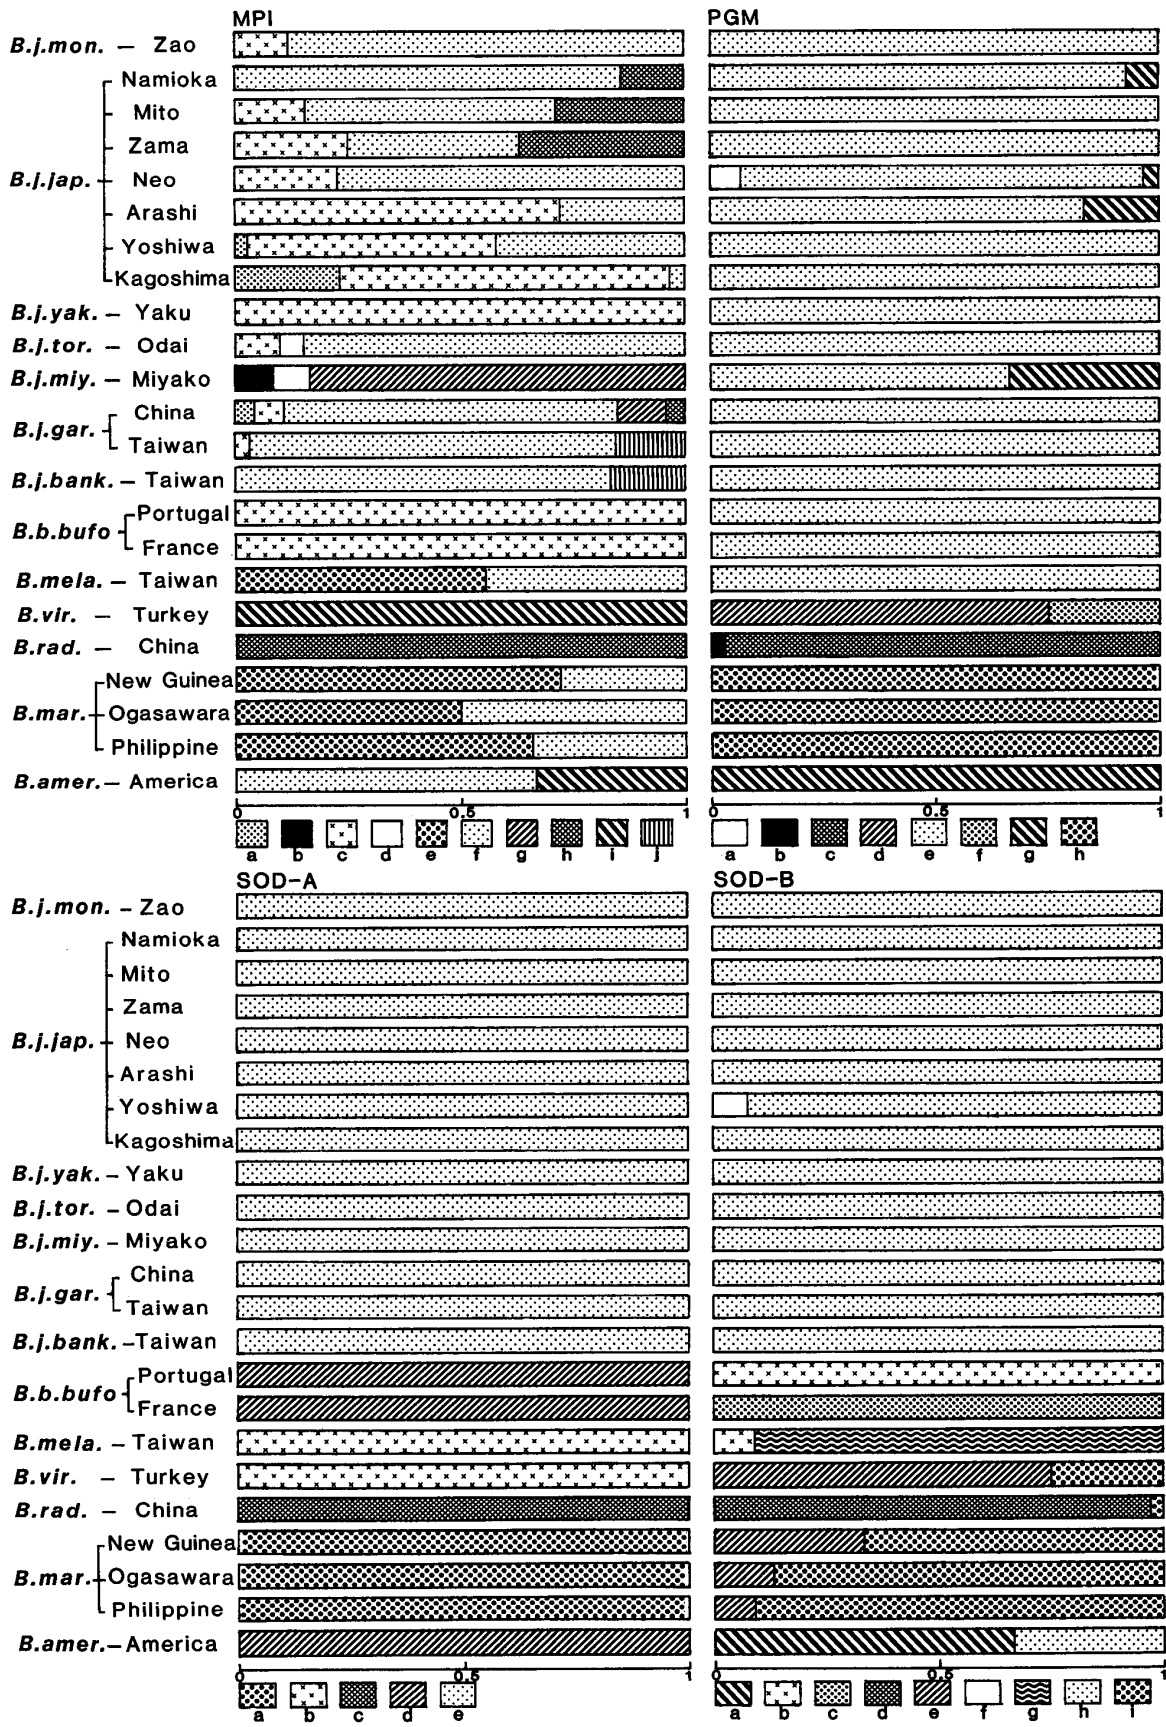 MPI PGM
B.j.mon. – Zao
Namioka
Mito
Zama
B.j.jap. Neo
Arashi
Yoshiwa
Kagoshima
B.j.yak. – Yaku
B.j.tor. – Odai
B.j.miy. – Miyako
B.j.gar. China
Taiwan
B.j.bank. – Taiwan
B.b.bufo Portugal
France
B.mela. – Taiwan
B.vir. – Turkey
B.rad. – China
New Guinea
B.mar. Ogasawara
Philippine
B.amer. – America
0 0.5 1 0 0.5 1
a b c d e f g h i j a b c d e f g h
SOD-A SOD-B
B.j.mon. – Zao
Namioka
Mito
Zama
B.j.jap. Neo
Arashi
Yoshiwa
Kagoshima
B.j.yak. – Yaku
B.j.tor. – Odai
B.j.miy. – Miyako
B.j.gar. China
Taiwan
B.j.bank. – Taiwan
B.b.bufo Portugal
France
B.mela. – Taiwan
B.vir. – Turkey
B.rad. – China
New Guinea
B.mar. Ogasawara
Philippine
B.amer. – America
0 0.5 1 0 0.5 1
a b c d e a b c d e f g h i